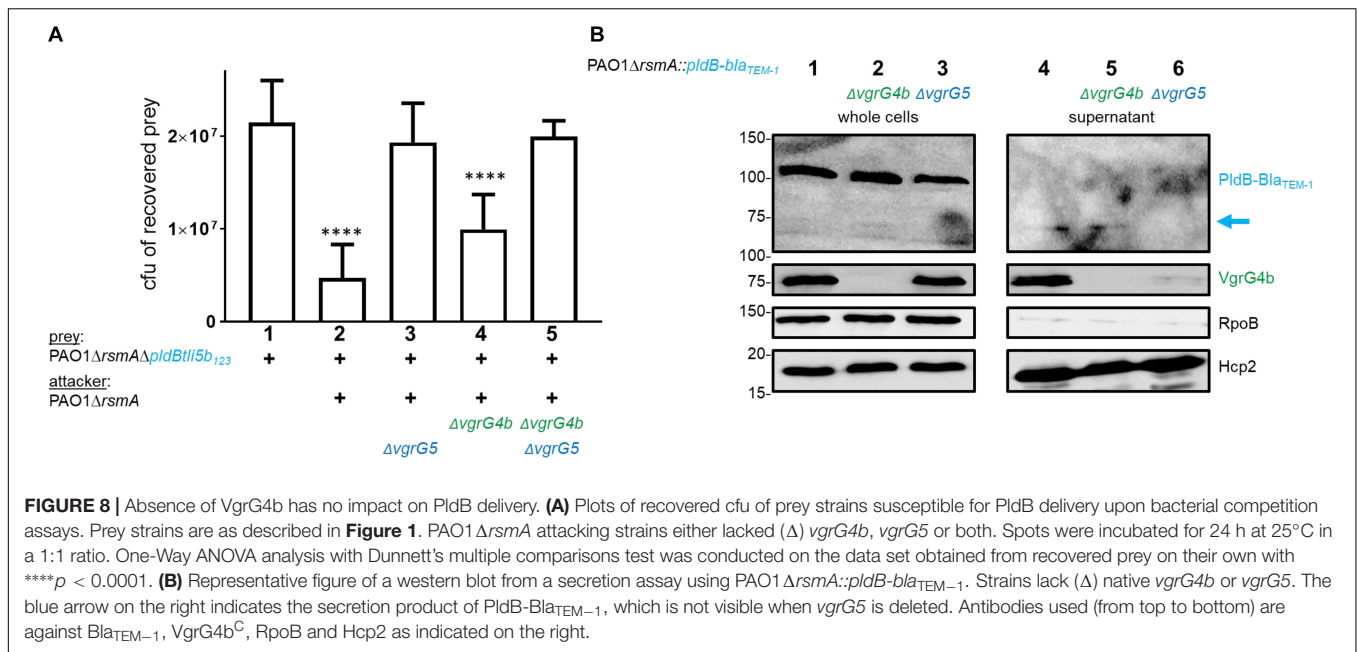 A
cfu of recovered prey
2×10⁷
1×10⁷
0
**** ****
1 2 3 4 5
prey:
PAO1ΔrsmAΔpldBtli5b₁₂₃ + + + + +
attacker:
PAO1ΔrsmA + + + +
ΔvgrG5 ΔvgrG4b ΔvgrG4b
ΔvgrG5
B
PAO1ΔrsmA::pldB-bla_TEM-1 1 2 3 4 5 6
ΔvgrG4b ΔvgrG5 ΔvgrG4b ΔvgrG5
whole cells supernatant
150-
100-
75-
PldB-Bla_TEM-1
100-
75-
VgrG4b
150-
RpoB
20-
15-
Hcp2
FIGURE 8 | Absence of VgrG4b has no impact on PldB delivery. (A) Plots of recovered cfu of prey strains susceptible for PldB delivery upon bacterial competition
assays. Prey strains are as described in Figure 1. PAO1ΔrsmA attacking strains either lacked (Δ) vgrG4b, vgrG5 or both. Spots were incubated for 24 h at 25°C in
a 1:1 ratio. One-Way ANOVA analysis with Dunnett's multiple comparisons test was conducted on the data set obtained from recovered prey on their own with
****p < 0.0001. (B) Representative figure of a western blot from a secretion assay using PAO1ΔrsmA::pldB-bla_TEM−1. Strains lack (Δ) native vgrG4b or vgrG5. The
blue arrow on the right indicates the secretion product of PldB-Bla_TEM−1, which is not visible when vgrG5 is deleted. Antibodies used (from top to bottom) are
against Bla_TEM−1, VgrG4b^C, RpoB and Hcp2 as indicated on the right.